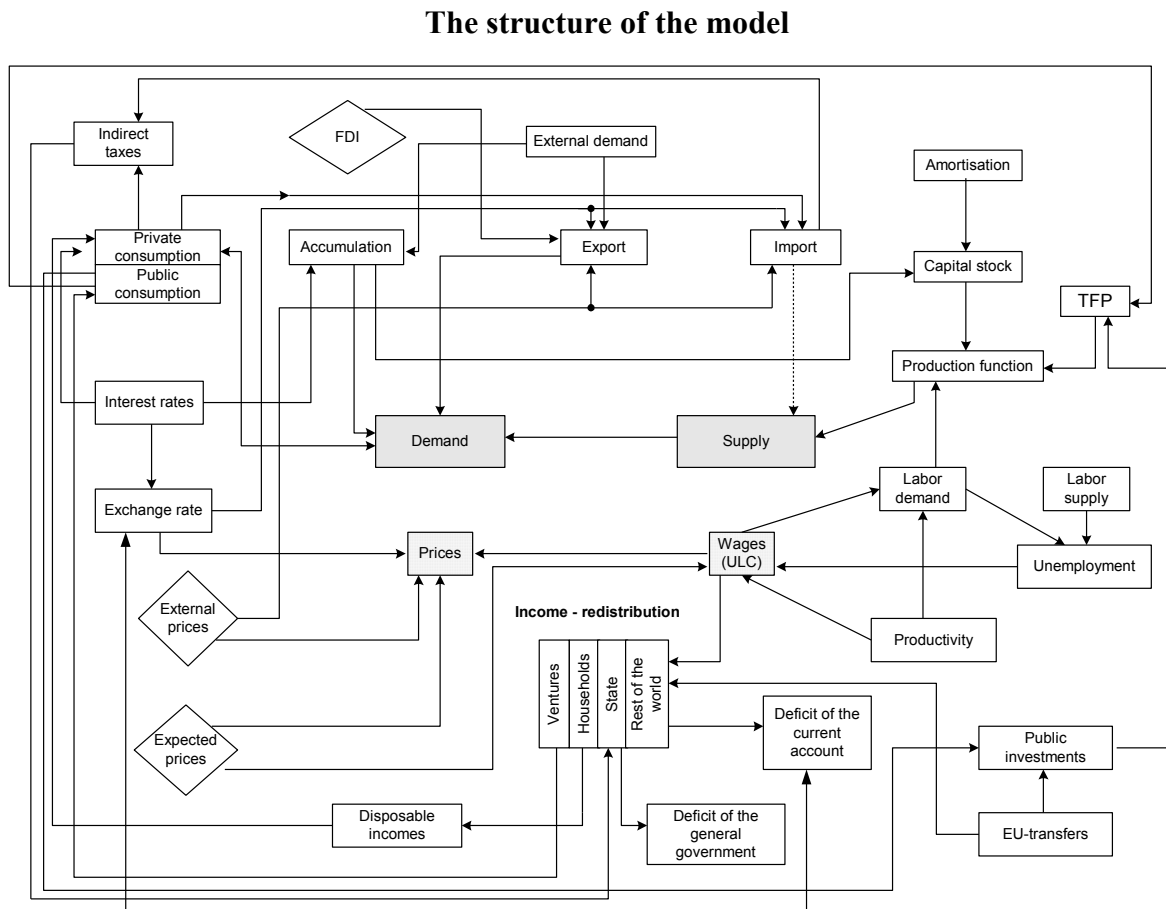 The structure of the model
Indirect
taxes
FDI
External demand
Amortisation
Private
consumption
Public
consumption
Accumulation
Export
Import
Capital stock
TFP
Production function
Interest rates
Demand
Supply
Exchange rate
Labor
demand
Labor
supply
Prices
Wages
(ULC)
Unemployment
External
prices
Income - redistribution
Productivity
Ventures
Households
State
Rest of the
world
Expected
prices
Deficit of the
current
account
Public
investments
Disposable
incomes
Deficit of the
general
government
EU-transfers